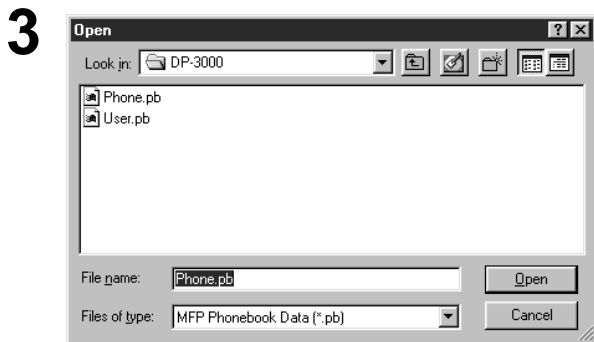 3
Open
Look in: DP-3000
Phone.pb
User.pb
File name: Phone.pb Open
Files of type: MFP Phonebook Data (*.pb) Cancel